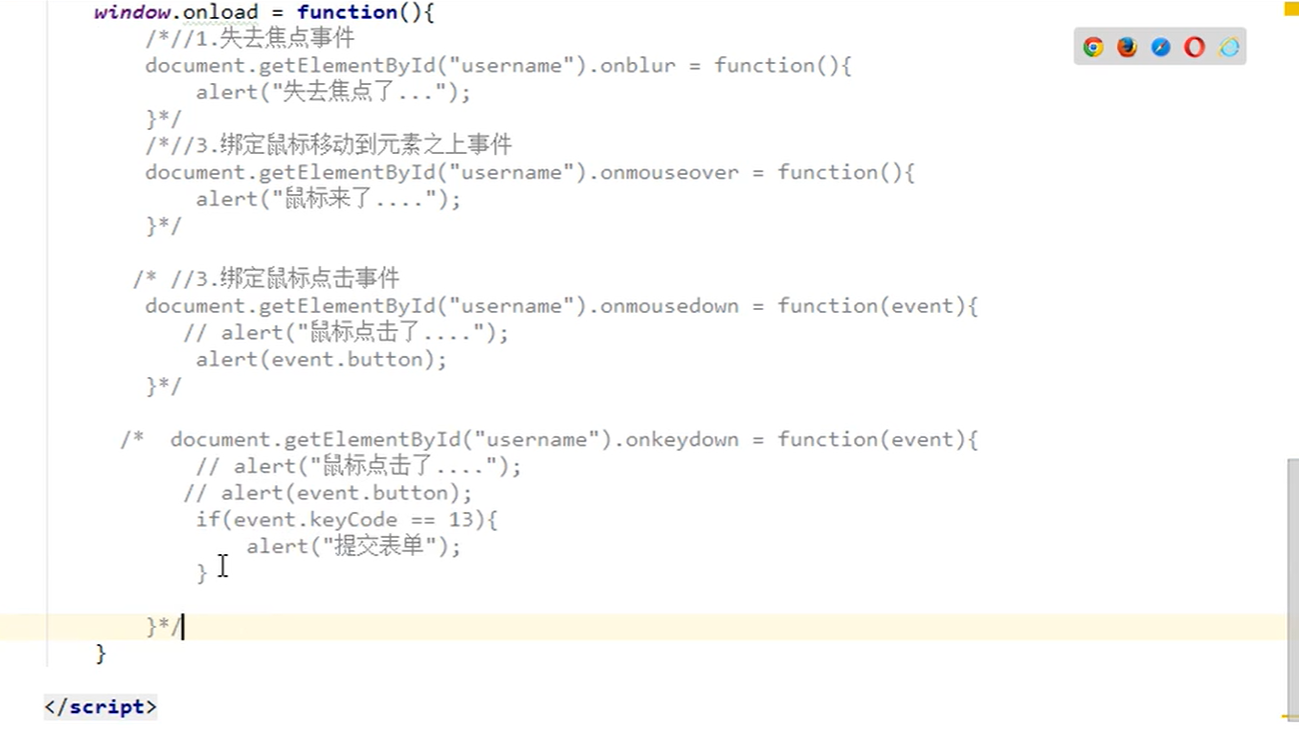 window.onload = function(){
/*//1.失去焦点事件
document.getElementById("username").onblur = function(){
alert("失去焦点了...");
}*/
/*//3.绑定鼠标移动到元素之上事件
document.getElementById("username").onmouseover = function(){
alert("鼠标来了....");
}*/
/* //3.绑定鼠标点击事件
document.getElementById("username").onmousedown = function(event){
// alert("鼠标点击了....");
alert(event.button);
}*/
/*  document.getElementById("username").onkeydown = function(event){
// alert("鼠标点击了....");
// alert(event.button);
if(event.keyCode == 13){
alert("提交表单");
}
}*/
}
</script>